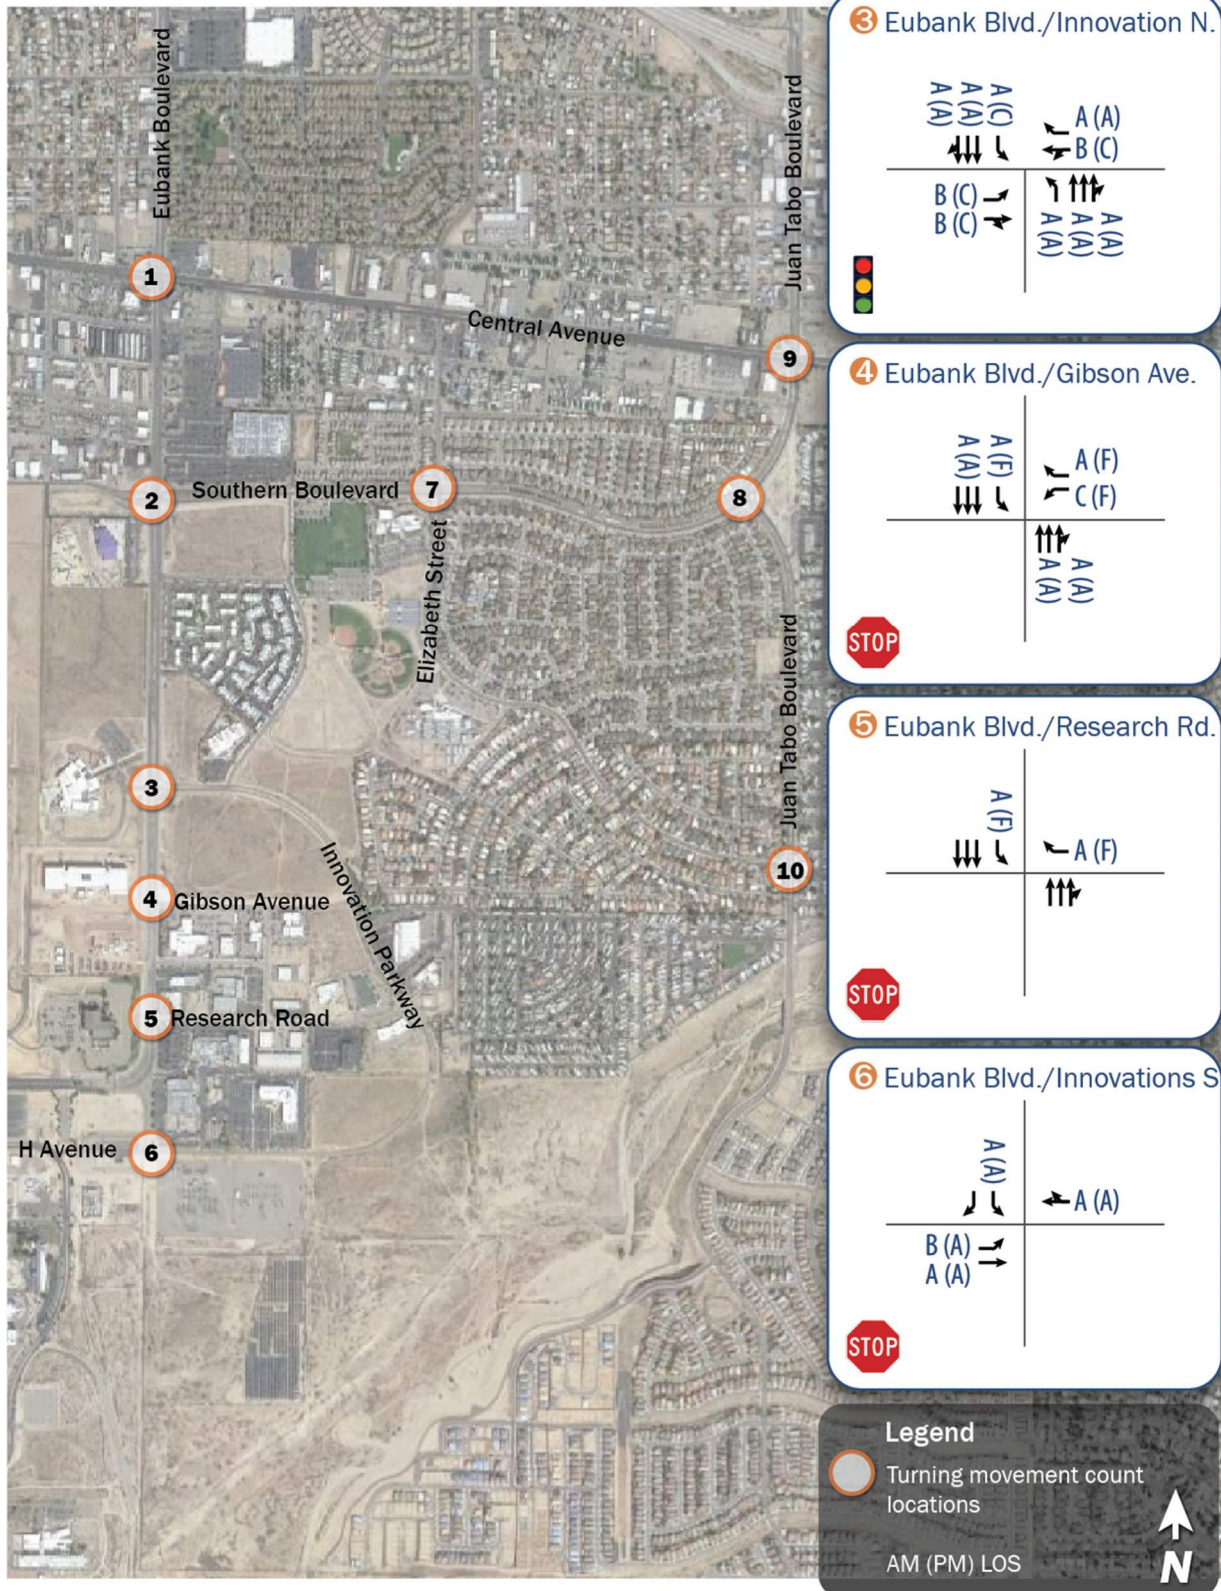 Eubank Boulevard
Juan Tabo Boulevard
1
Central Avenue
9
2
Southern Boulevard
7
8
Elizabeth Street
Juan Tabo Boulevard
3
10
Innovation Parkway
4
Gibson Avenue
5
Research Road
H Avenue
6
3 Eubank Blvd./Innovation N.
A (A)
A (A)
A (C)
A (A)
B (C)
B (C)
B (C)
A (A)
A (A)
A (A)
4 Eubank Blvd./Gibson Ave.
A (A)
A (F)
A (F)
C (F)
A (A)
A (A)
STOP
5 Eubank Blvd./Research Rd.
A (F)
A (F)
STOP
6 Eubank Blvd./Innovations S
A (A)
A (A)
B (A)
A (A)
STOP
Legend
Turning movement count
locations
AM (PM) LOS
N